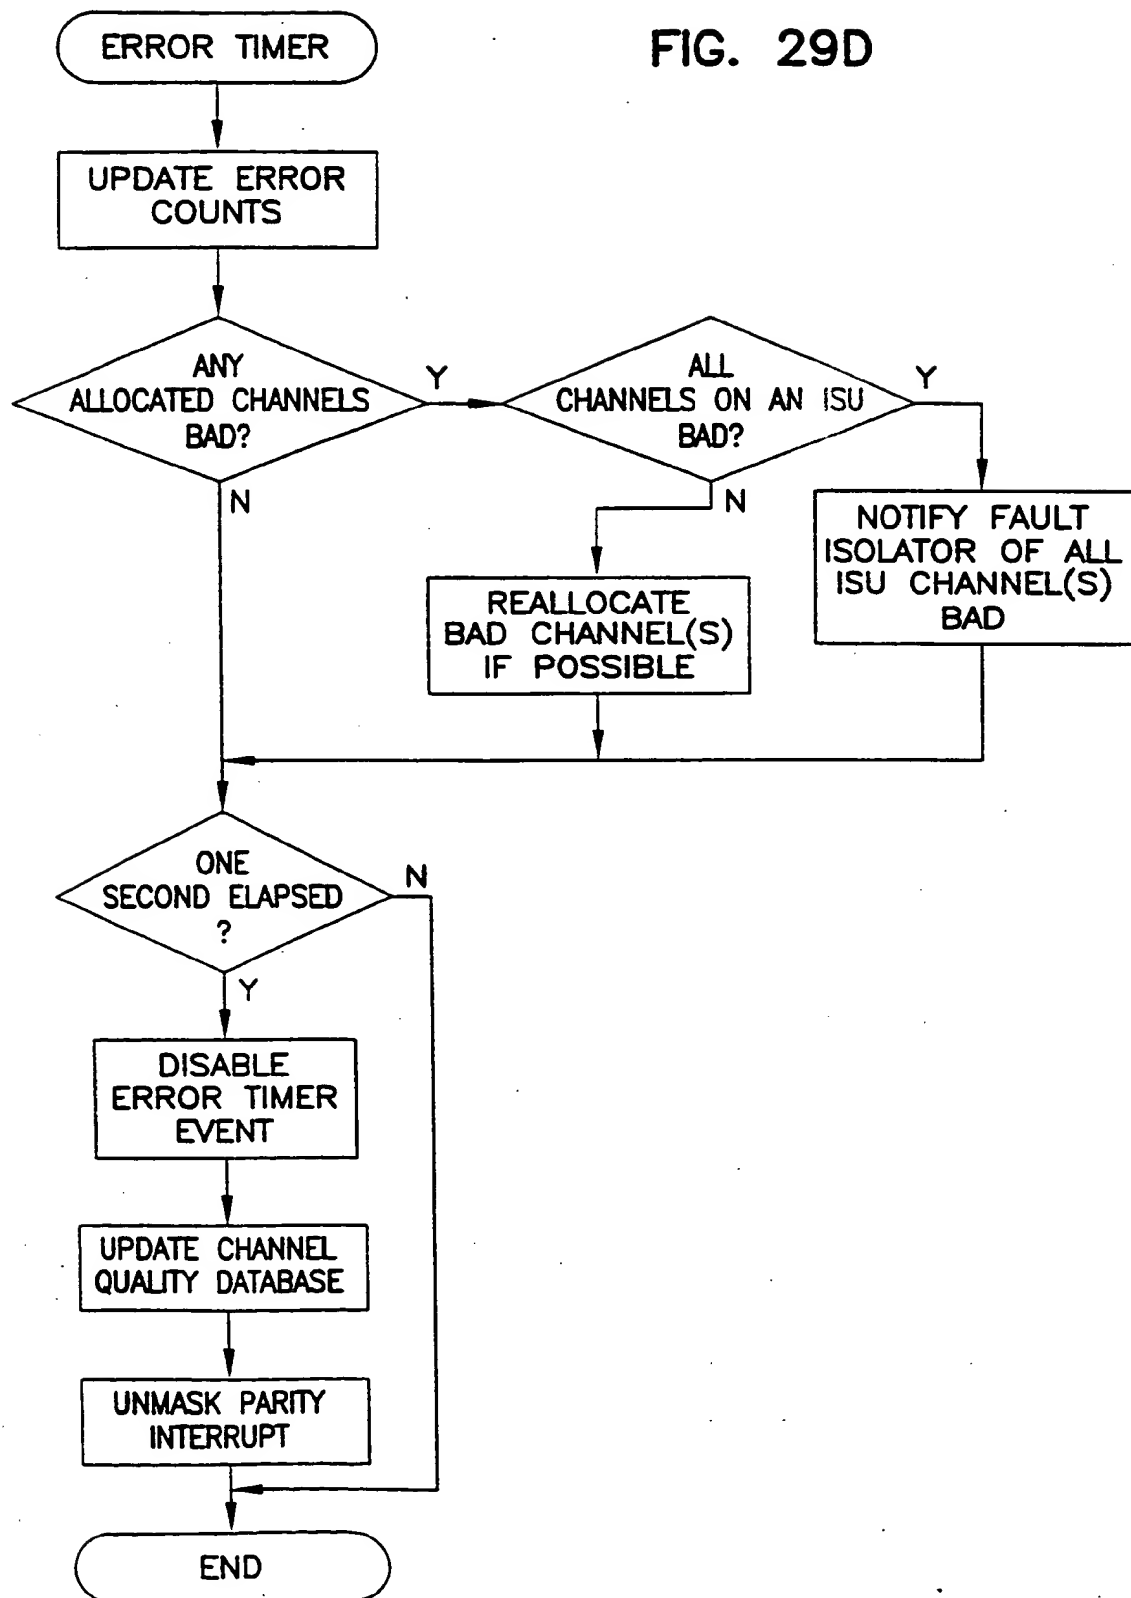 ERROR TIMER
FIG. 29D
UPDATE ERROR
COUNTS
ANY
ALLOCATED CHANNELS
BAD?
Y
N
ALL
CHANNELS ON AN ISU
BAD?
Y
N
NOTIFY FAULT
ISOLATOR OF ALL
ISU CHANNEL(S)
BAD
REALLOCATE
BAD CHANNEL(S)
IF POSSIBLE
ONE
SECOND ELAPSED
?
N
Y
DISABLE
ERROR TIMER
EVENT
UPDATE CHANNEL
QUALITY DATABASE
UNMASK PARITY
INTERRUPT
END